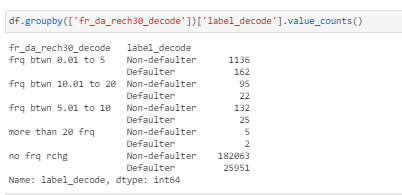 df.groupby(['fr_da_rech30_decode'])['label_decode'].value_counts()
fr_da_rech30_decode label_decode
frq btwn 0.01 to 5 Non-defaulter 1136
Defaulter 162
frq btwn 10.01 to 20 Non-defaulter 95
Defaulter 22
frq btwn 5.01 to 10 Non-defaulter 132
Defaulter 25
more than 20 frq Non-defaulter 5
Defaulter 2
no frq rchg Non-defaulter 182063
Defaulter 25951
Name: label_decode, dtype: int64